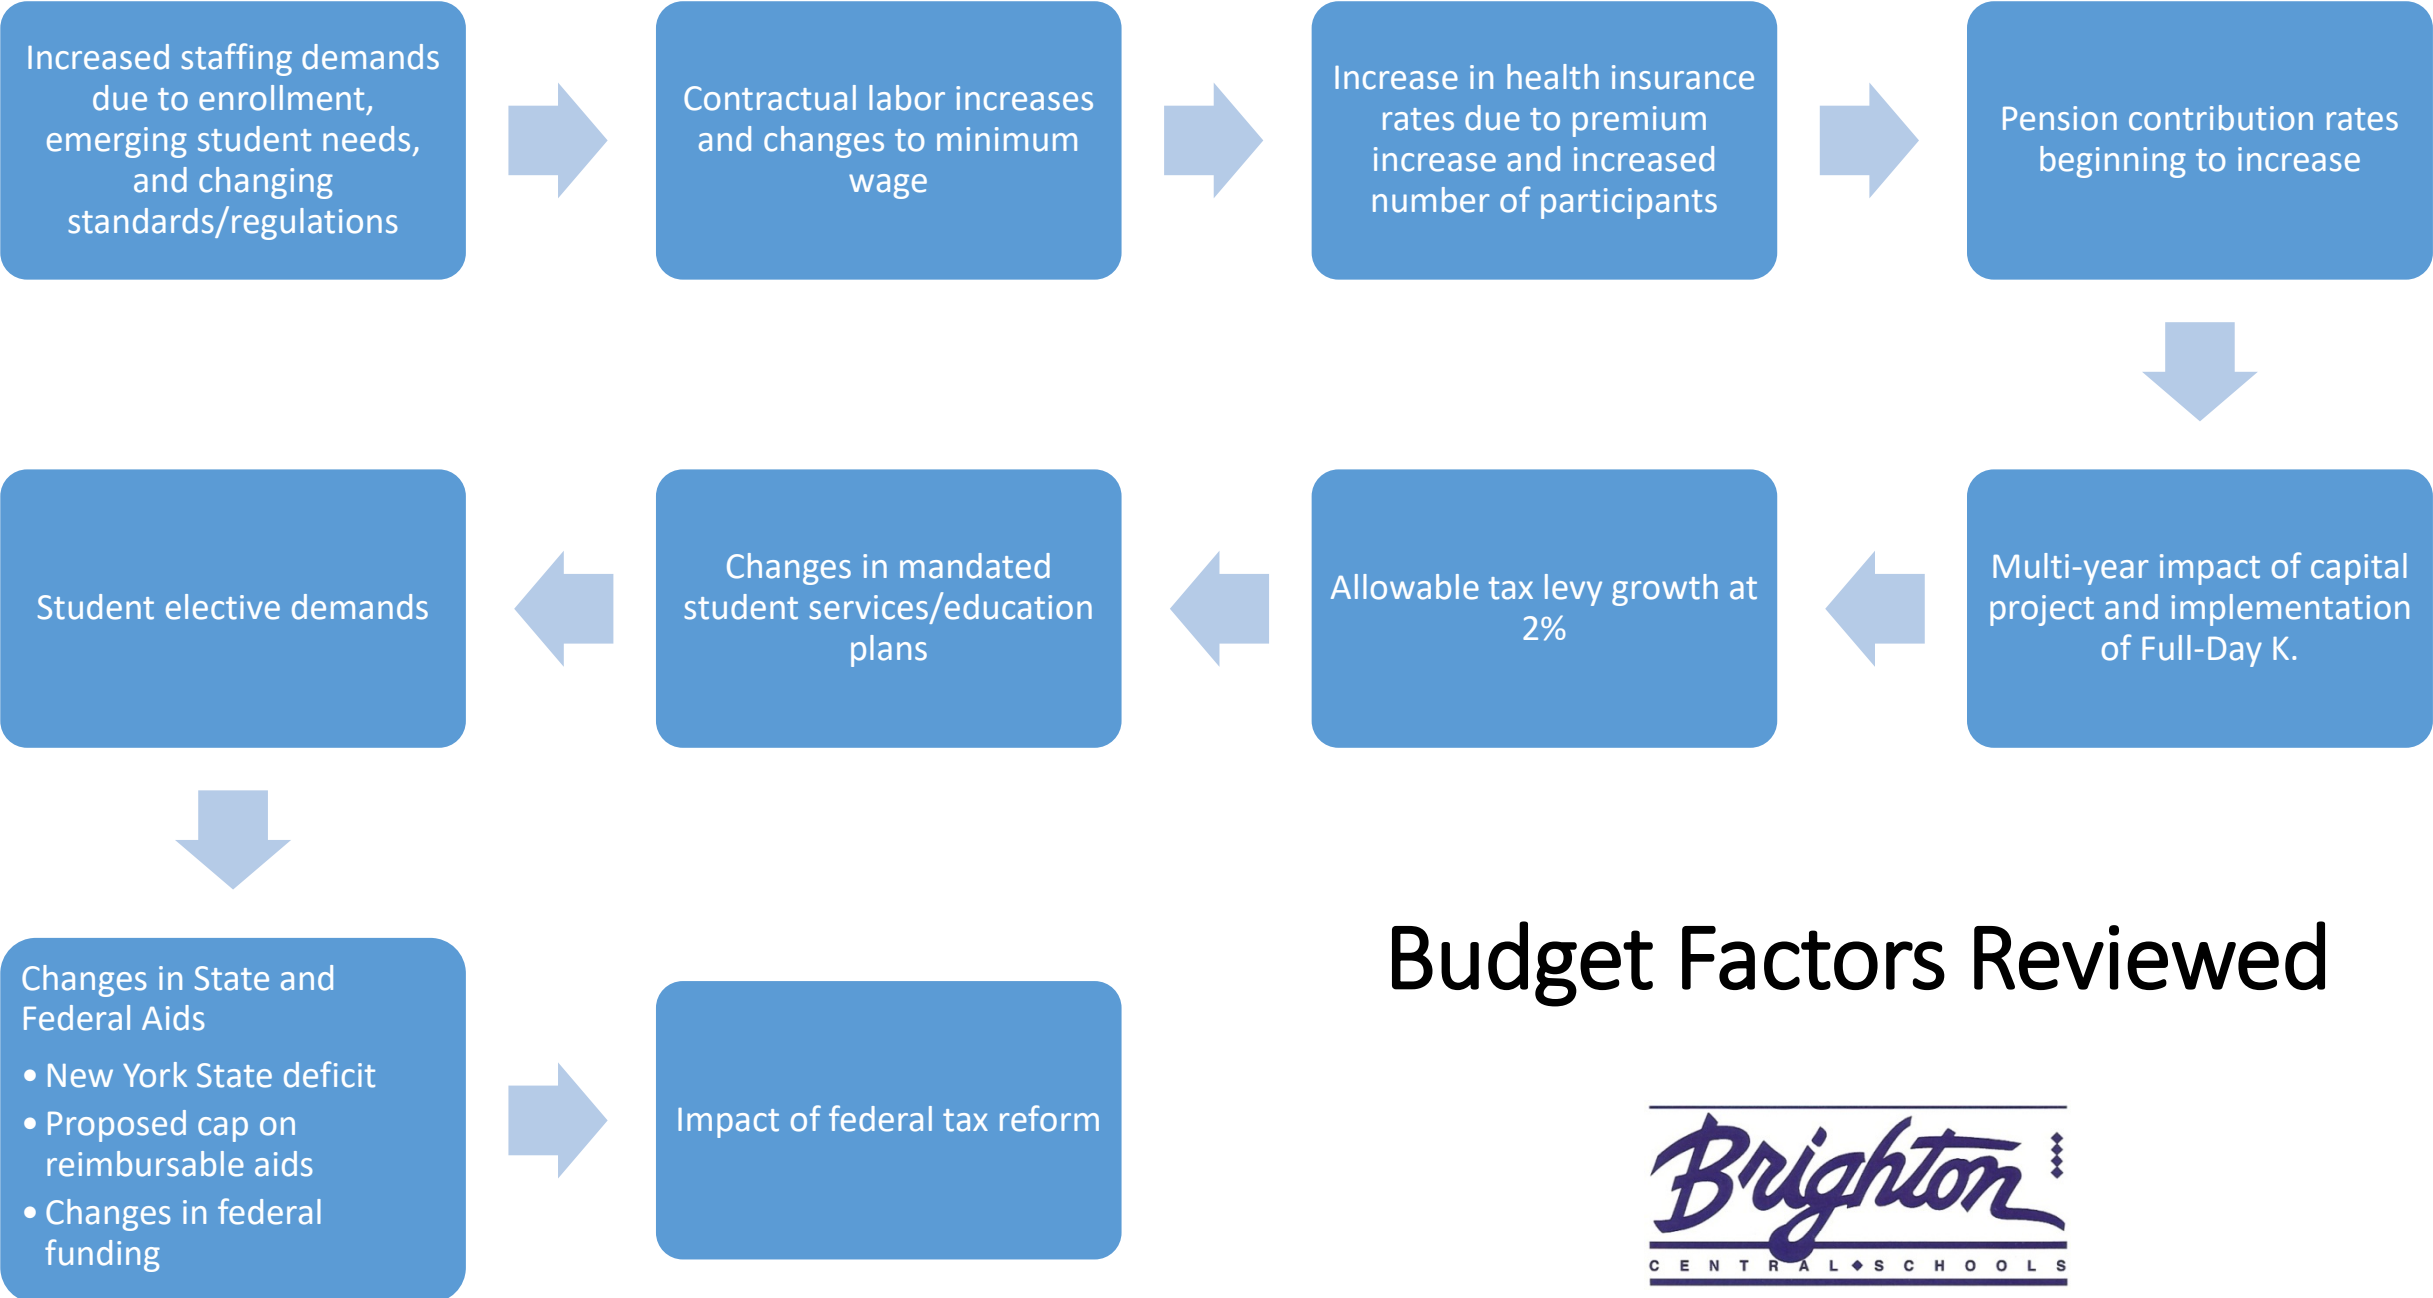 Increased staffing demands
due to enrollment,
emerging student needs,
and changing
standards/regulations
Contractual labor increases
and changes to minimum
wage
Increase in health insurance
rates due to premium
increase and increased
number of participants
Pension contribution rates
beginning to increase
Multi-year impact of capital
project and implementation
of Full-Day K.
Allowable tax levy growth at
2%
Changes in mandated
student services/education
plans
Student elective demands
Changes in State and
Federal Aids
• New York State deficit
• Proposed cap on
reimbursable aids
• Changes in federal
funding
Impact of federal tax reform
Budget Factors Reviewed
Brighton
CENTRAL ◆ SCHOOLS